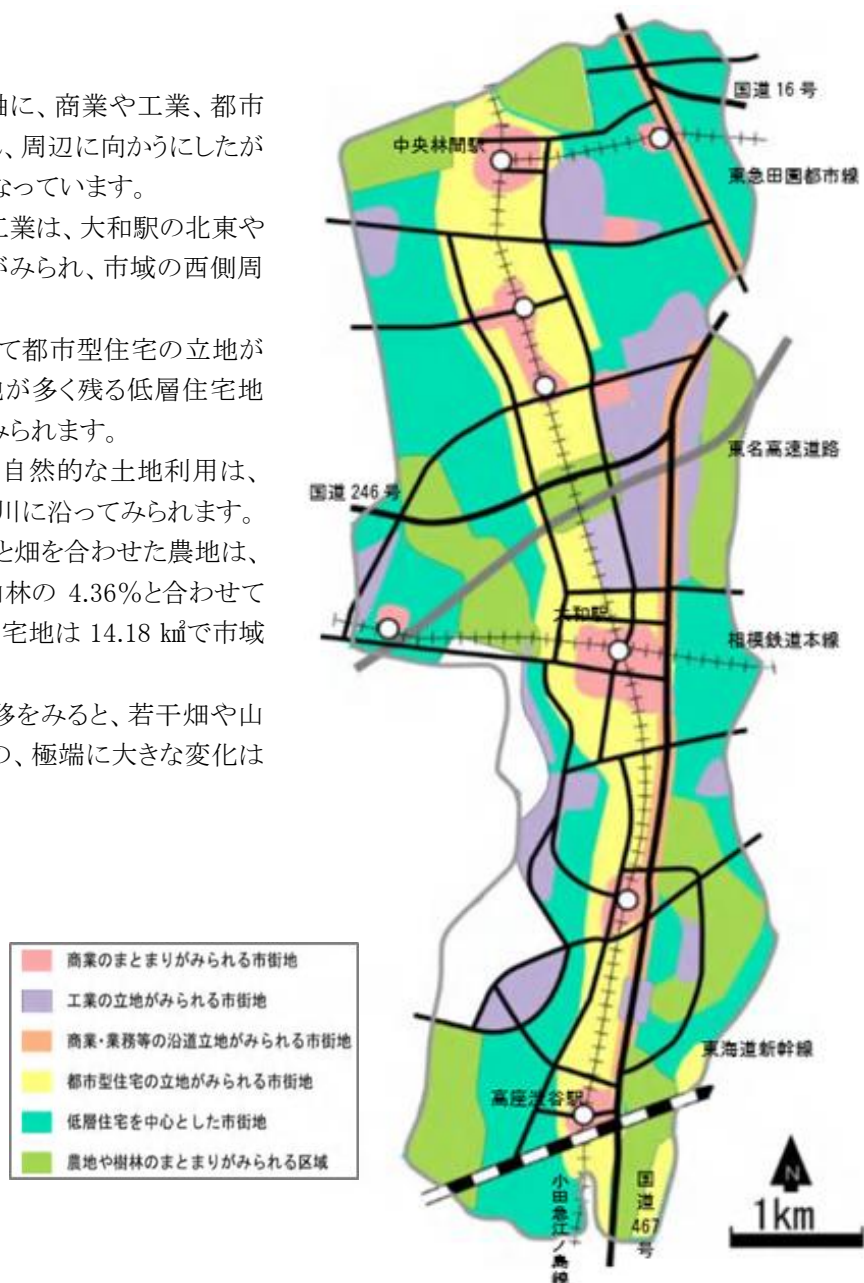 軸に、商業や工業、都市
、周辺に向かうにしたが
なっています。
工業は、大和駅の北東や
がみられ、市域の西側周
て都市型住宅の立地が
地が多く残る低層住宅地
みられます。
自然的な土地利用は、
川に沿ってみられます。
と畑を合わせた農地は、
山林の 4.36%と合わせて
宅地は 14.18 ㎢で市域
移をみると、若干畑や山
の、極端に大きな変化は
国道 16 号
中央林間駅
東急田園都市線
東名高速道路
国道 246 号
大和駅
相模鉄道本線
東海道新幹線
高座渋谷駅
小田急江ノ島線
国道467号
商業のまとまりがみられる市街地
工業の立地がみられる市街地
商業・業務等の沿道立地がみられる市街地
都市型住宅の立地がみられる市街地
低層住宅を中心とした市街地
農地や樹林のまとまりがみられる区域
N
1km